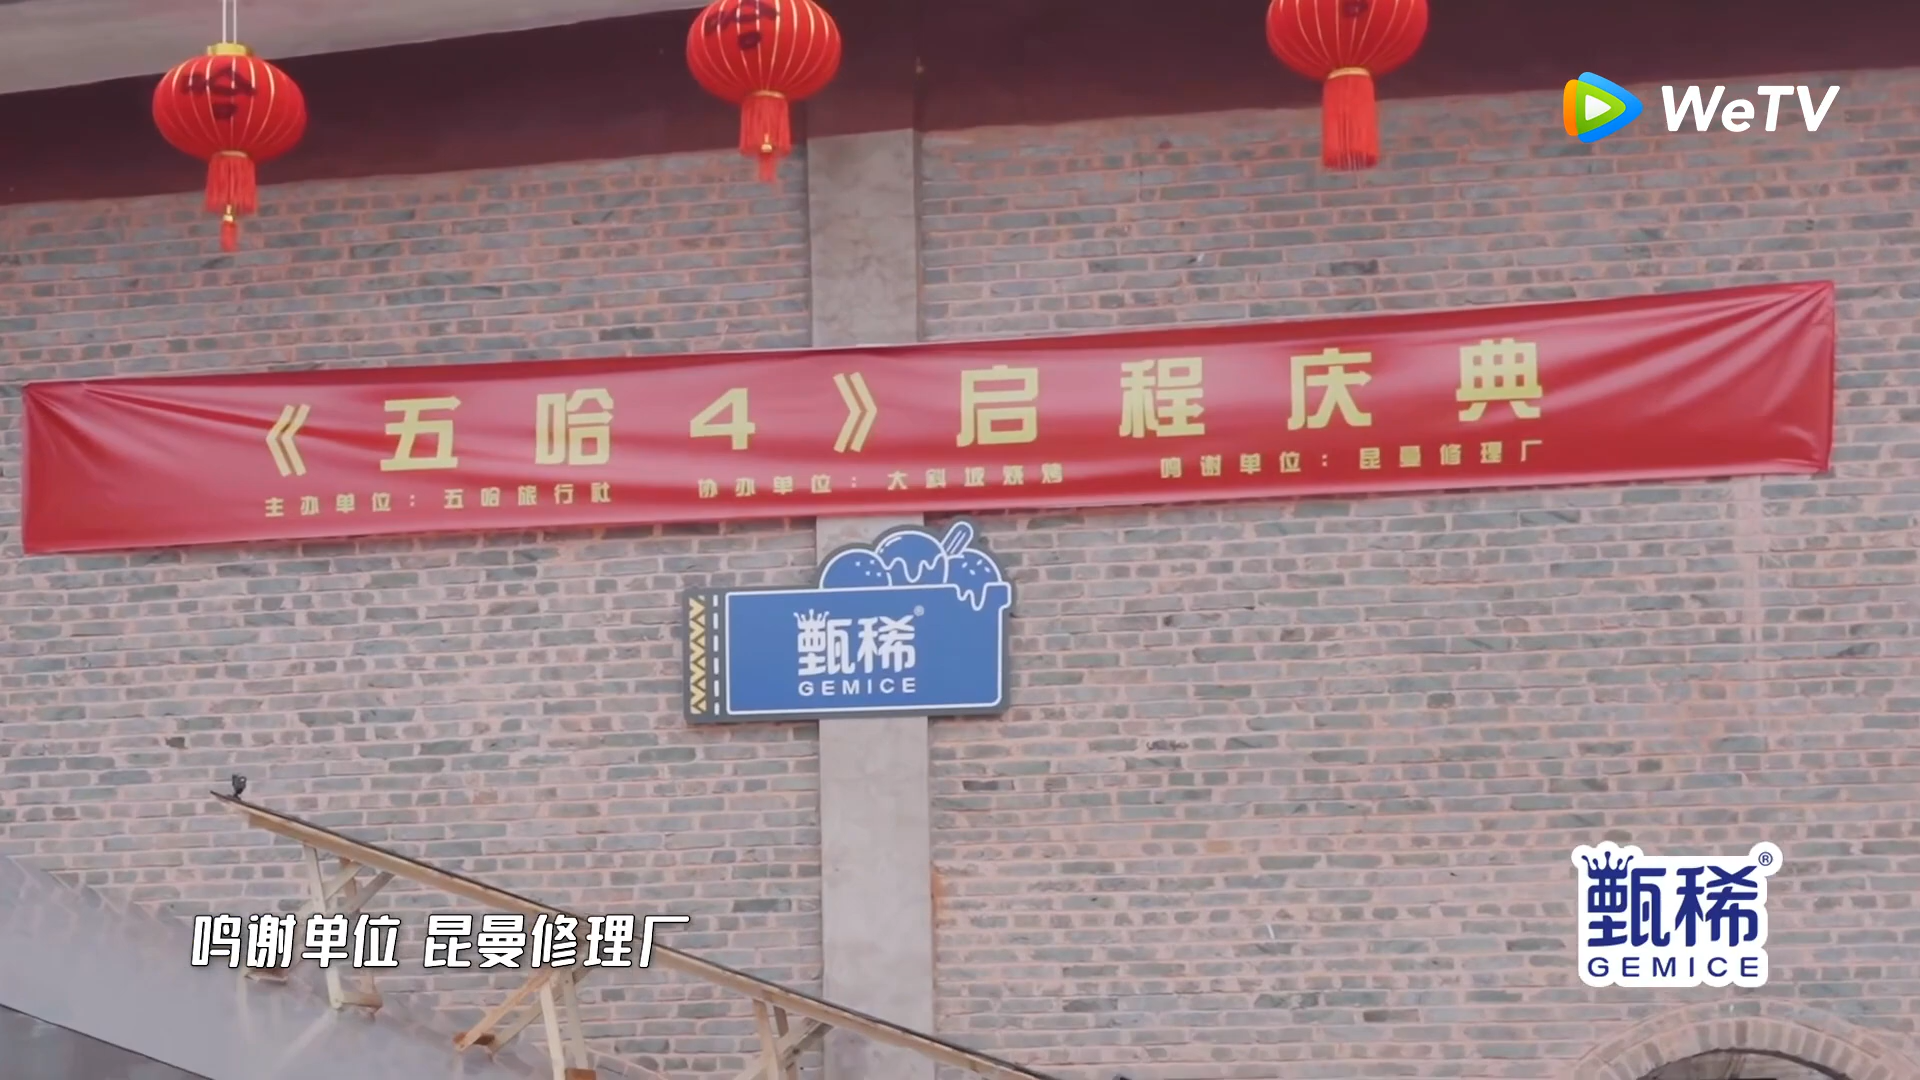 WeTV
《五哈4》启程庆典
主办单位：五哈旅行社 协办单位：大斜坡烧烤 鸣谢单位：昆曼修理厂
甄稀®
GEMICE
鸣谢单位 昆曼修理厂
甄稀®
GEMICE